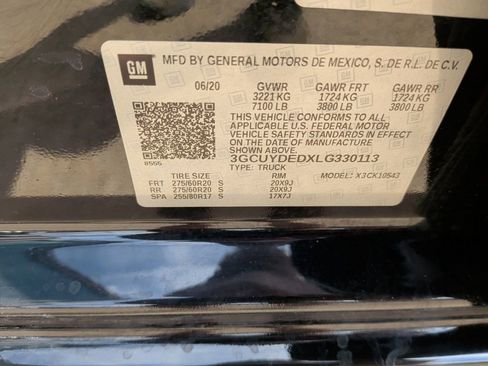 GM MFD BY GENERAL MOTORS DE MEXICO, S. DE R.L. DE C.V.
06/20 GVWR GAWR FRT GAWR RR
3221 KG 1724 KG 1724 KG
7100 LB 3800 LB 3800 LB
THIS VEHICLE CONFORMS TO ALL
APPLICABLE U.S. FEDERAL MOTOR
VEHICLE SAFETY STANDARDS IN EFFECT
ON THE DATE OF MANUFACTURE
SHOWN ABOVE.
8555 3GCUYDEDXLG330113
TYPE: TRUCK
TIRE SIZE RIM MODEL: X3CK10543
FRT 275/60R20 S 20X9J
RR 275/60R20 S 20X9J
SPA 255/80R17 S 17X7J